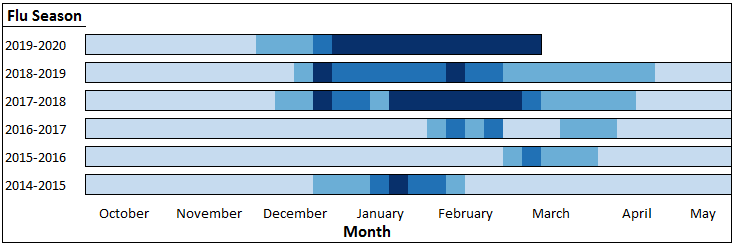 Flu Season
2019-2020
2018-2019
2017-2018
2016-2017
2015-2016
2014-2015
October November December January February March April May
Month